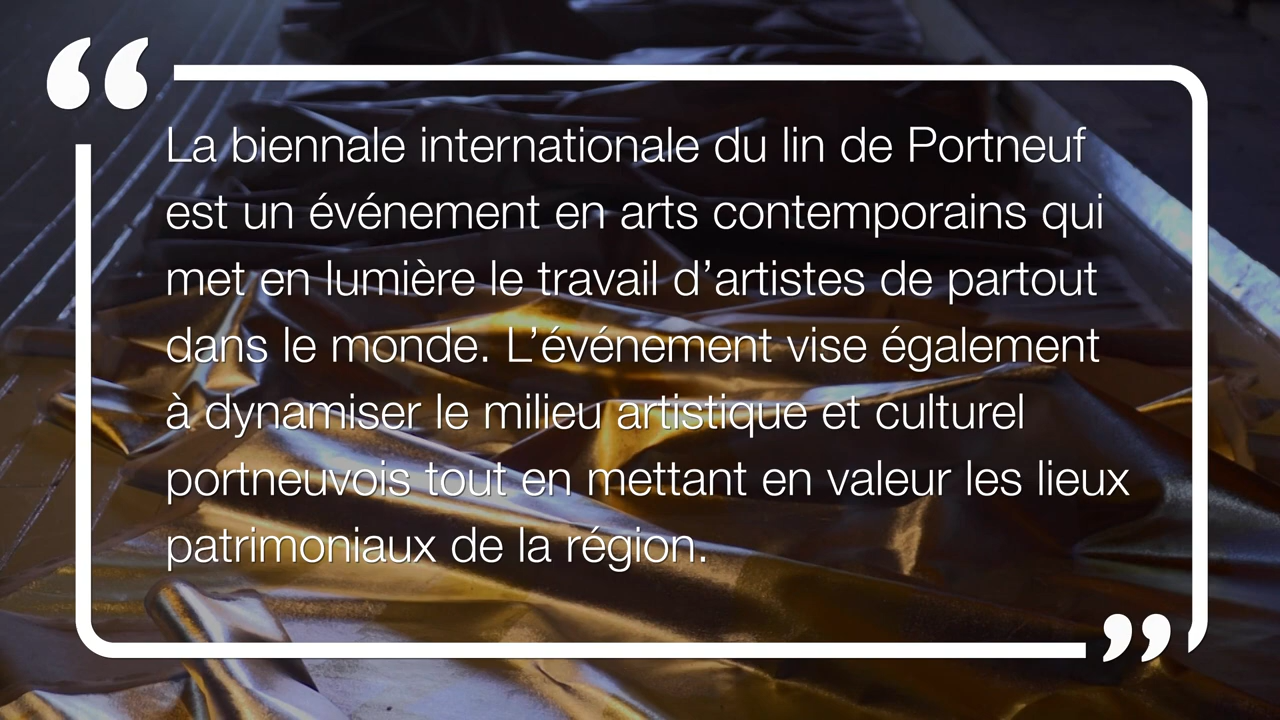 La biennale internationale du lin de Portneuf
est un événement en arts contemporains qui
met en lumière le travail d’artistes de partout
dans le monde. L’événement vise également
à dynamiser le milieu artistique et culturel
portneuvois tout en mettant en valeur les lieux
patrimoniaux de la région.